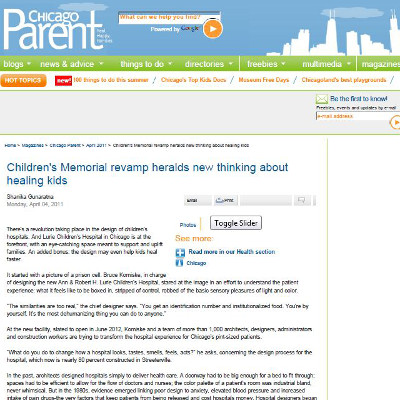 Chicago
Parent
Real
Happy
Families
What can we help you find?
Powered by Google
blogs news & advice things to do directories freebies multimedia magazines
HOT TOPICS new! 100 things to do this summer Chicago's Top Kids Docs Museum Free Days Chicagoland's best playgrounds
Be the first to know!
Freebies, events and updates by e-mail
e-mail address
Home > Magazines > Chicago Parent > April 2011 > Children's Memorial revamp heralds new thinking about healing kids
Children's Memorial revamp heralds new thinking about
healing kids
Shanika Gunaratna
Monday, April 04, 2011
Email Print
Photos Toggle Slider
See more:
Read more in our Health section
Chicago
There's a revolution taking place in the design of children's
hospitals. And Lurie Children's Hospital in Chicago is at the
forefront, with an eye-catching space meant to support and uplift
families. An added bonus, the design may even help kids heal
faster.
It started with a picture of a prison cell. Bruce Komiske, in charge
of designing the new Ann & Robert H. Lurie Children's Hospital, stared at the image in an effort to understand the patient
experience: what it feels like to be boxed in, stripped of control, robbed of the basic sensory pleasures of light and color.
"The similarities are too real," the chief designer says. "You get an identification number and institutionalized food. You're by
yourself. It's the most dehumanizing thing you can do to anyone."
At the new facility, slated to open in June 2012, Komiske and a team of more than 1,000 architects, designers, administrators
and construction workers are trying to transform the hospital experience for Chicago's pint-sized patients.
"What do you do to change how a hospital looks, tastes, smells, feels, acts?" he asks, concerning the design process for the
hospital, which now is nearly 80 percent constructed in Streeterville.
In the past, architects designed hospitals simply to deliver health care. A doorway had to be big enough for a bed to fit through;
spaces had to be efficient to allow for the flow of doctors and nurses; the color palette of a patient's room was industrial bland,
never whimsical. But in the 1980s, evidence emerged linking poor design to anxiety, elevated blood pressure and increased
intake of pain drugs-the very factors that keep patients from being released and cost hospitals money. Hospital designers began